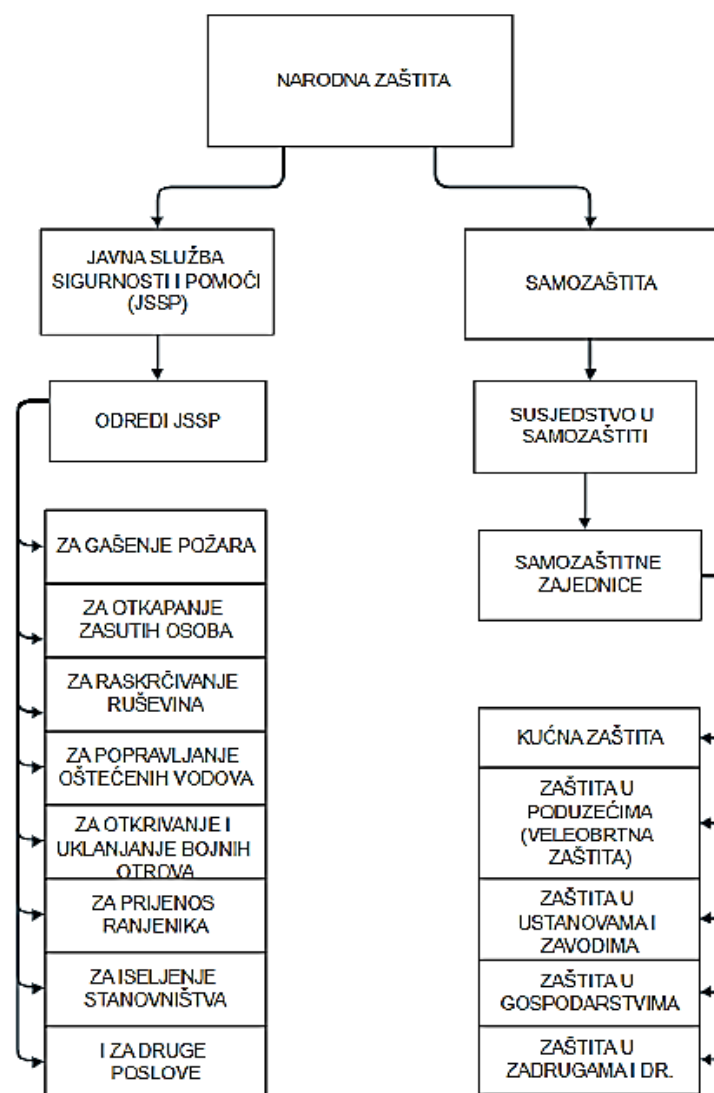 NARODNA ZAŠTITA
JAVNA SLUŽBA
SIGURNOSTI I POMOĆI
(JSSP)
ODREDI JSSP
ZA GAŠENJE POŽARA
ZA OTKAPANJE
ZASUTIH OSOBA
ZA RASKRČIVANJE
RUŠEVINA
ZA POPRAVLJANJE
OŠTEĆENIH VODOVA
ZA OTKRIVANJE I
UKLANJANJE BOJNIH
OTROVA
ZA PRIJENOS
RANJENIKA
ZA ISELJENJE
STANOVNIŠTVA
I ZA DRUGE
POSLOVE
SAMOZAŠTITA
SUSJEDSTVO U
SAMOZAŠTITI
SAMOZAŠTITNE
ZAJEDNICE
KUĆNA ZAŠTITA
ZAŠTITA U
PODUZEĆIMA
(VELEOBRTNA
ZAŠTITA)
ZAŠTITA U
USTANOVAMA I
ZAVODIMA
ZAŠTITA U
GOSPODARSTVIMA
ZAŠTITA U
ZADRUGAMA I DR.